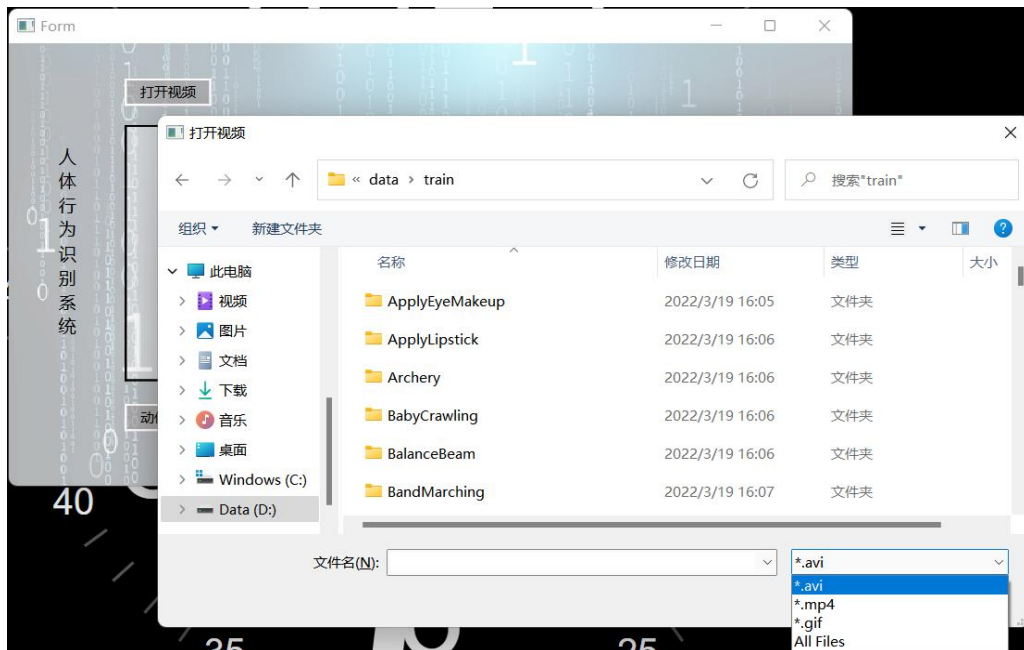 Form
打开视频
人体行为识别系统
打开视频
« data › train
搜索"train"
组织
新建文件夹
名称
修改日期
类型
大小
此电脑
视频
图片
文档
下载
音乐
桌面
Windows (C:)
Data (D:)
ApplyEyeMakeup 2022/3/19 16:05 文件夹
ApplyLipstick 2022/3/19 16:06 文件夹
Archery 2022/3/19 16:06 文件夹
BabyCrawling 2022/3/19 16:06 文件夹
BalanceBeam 2022/3/19 16:06 文件夹
BandMarching 2022/3/19 16:07 文件夹
文件名(N):
*.avi
*.avi
*.mp4
*.gif
All Files
40
35
25